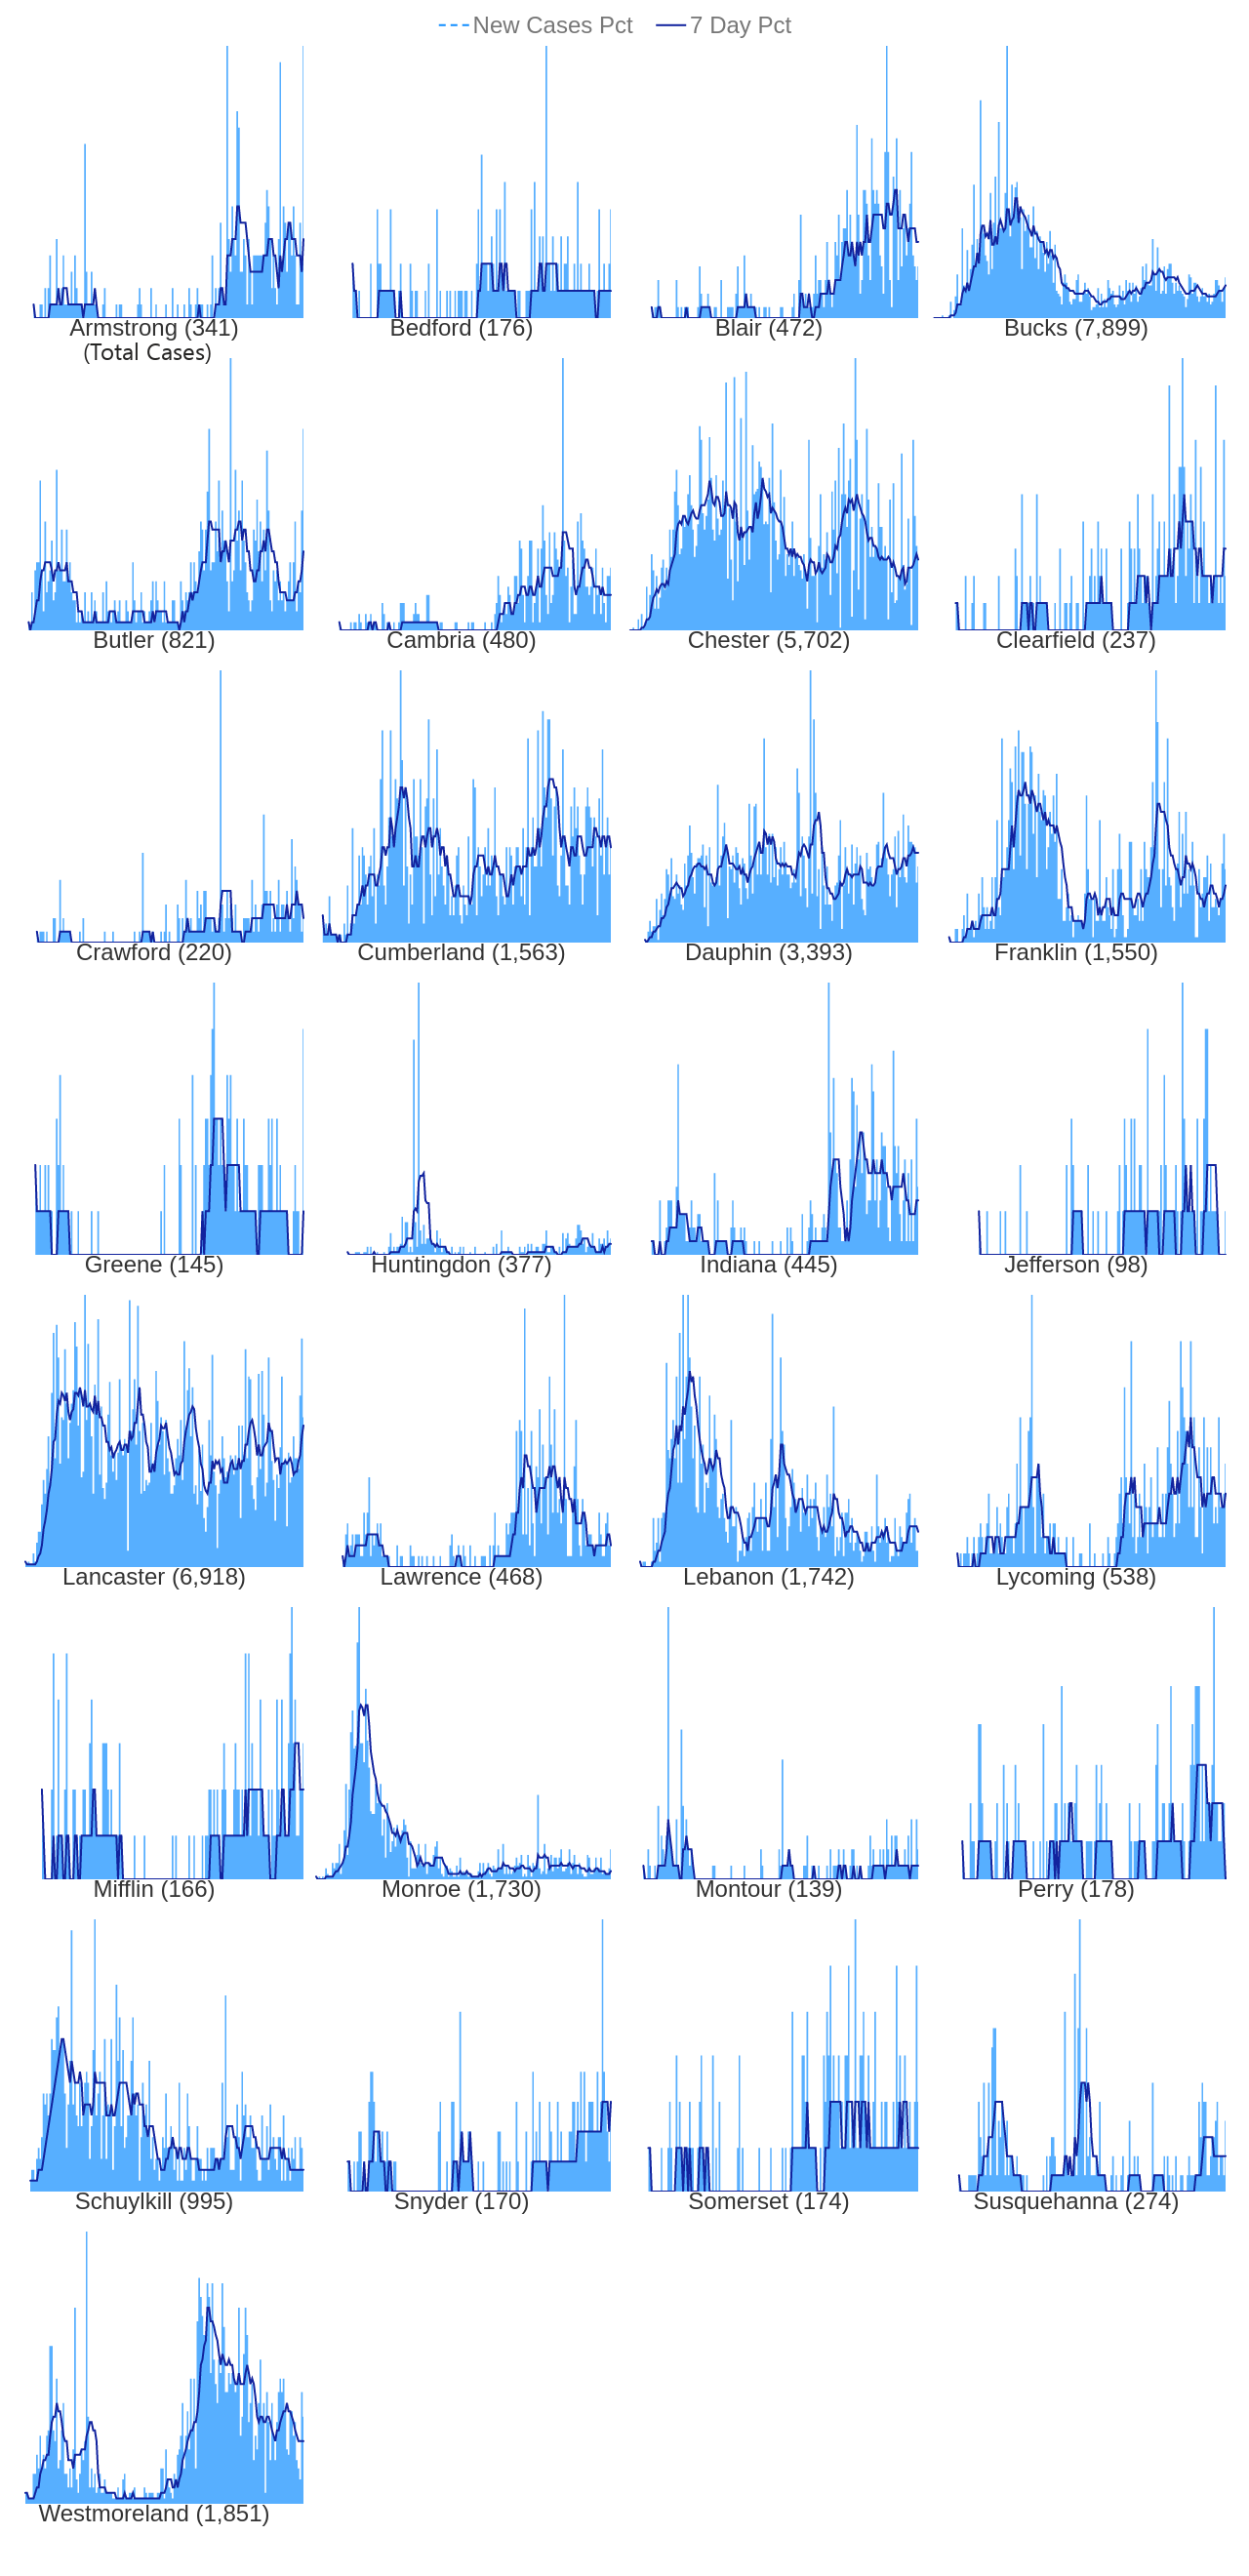 New Cases Pct 7 Day Pct
Armstrong (341) Bedford (176) Blair (472) Bucks (7,899)
(Total Cases)
Butler (821) Cambria (480) Chester (5,702) Clearfield (237)
Crawford (220) Cumberland (1,563) Dauphin (3,393) Franklin (1,550)
Greene (145) Huntingdon (377) Indiana (445) Jefferson (98)
Lancaster (6,918) Lawrence (468) Lebanon (1,742) Lycoming (538)
Mifflin (166) Monroe (1,730) Montour (139) Perry (178)
Schuylkill (995) Snyder (170) Somerset (174) Susquehanna (274)
Westmoreland (1,851)